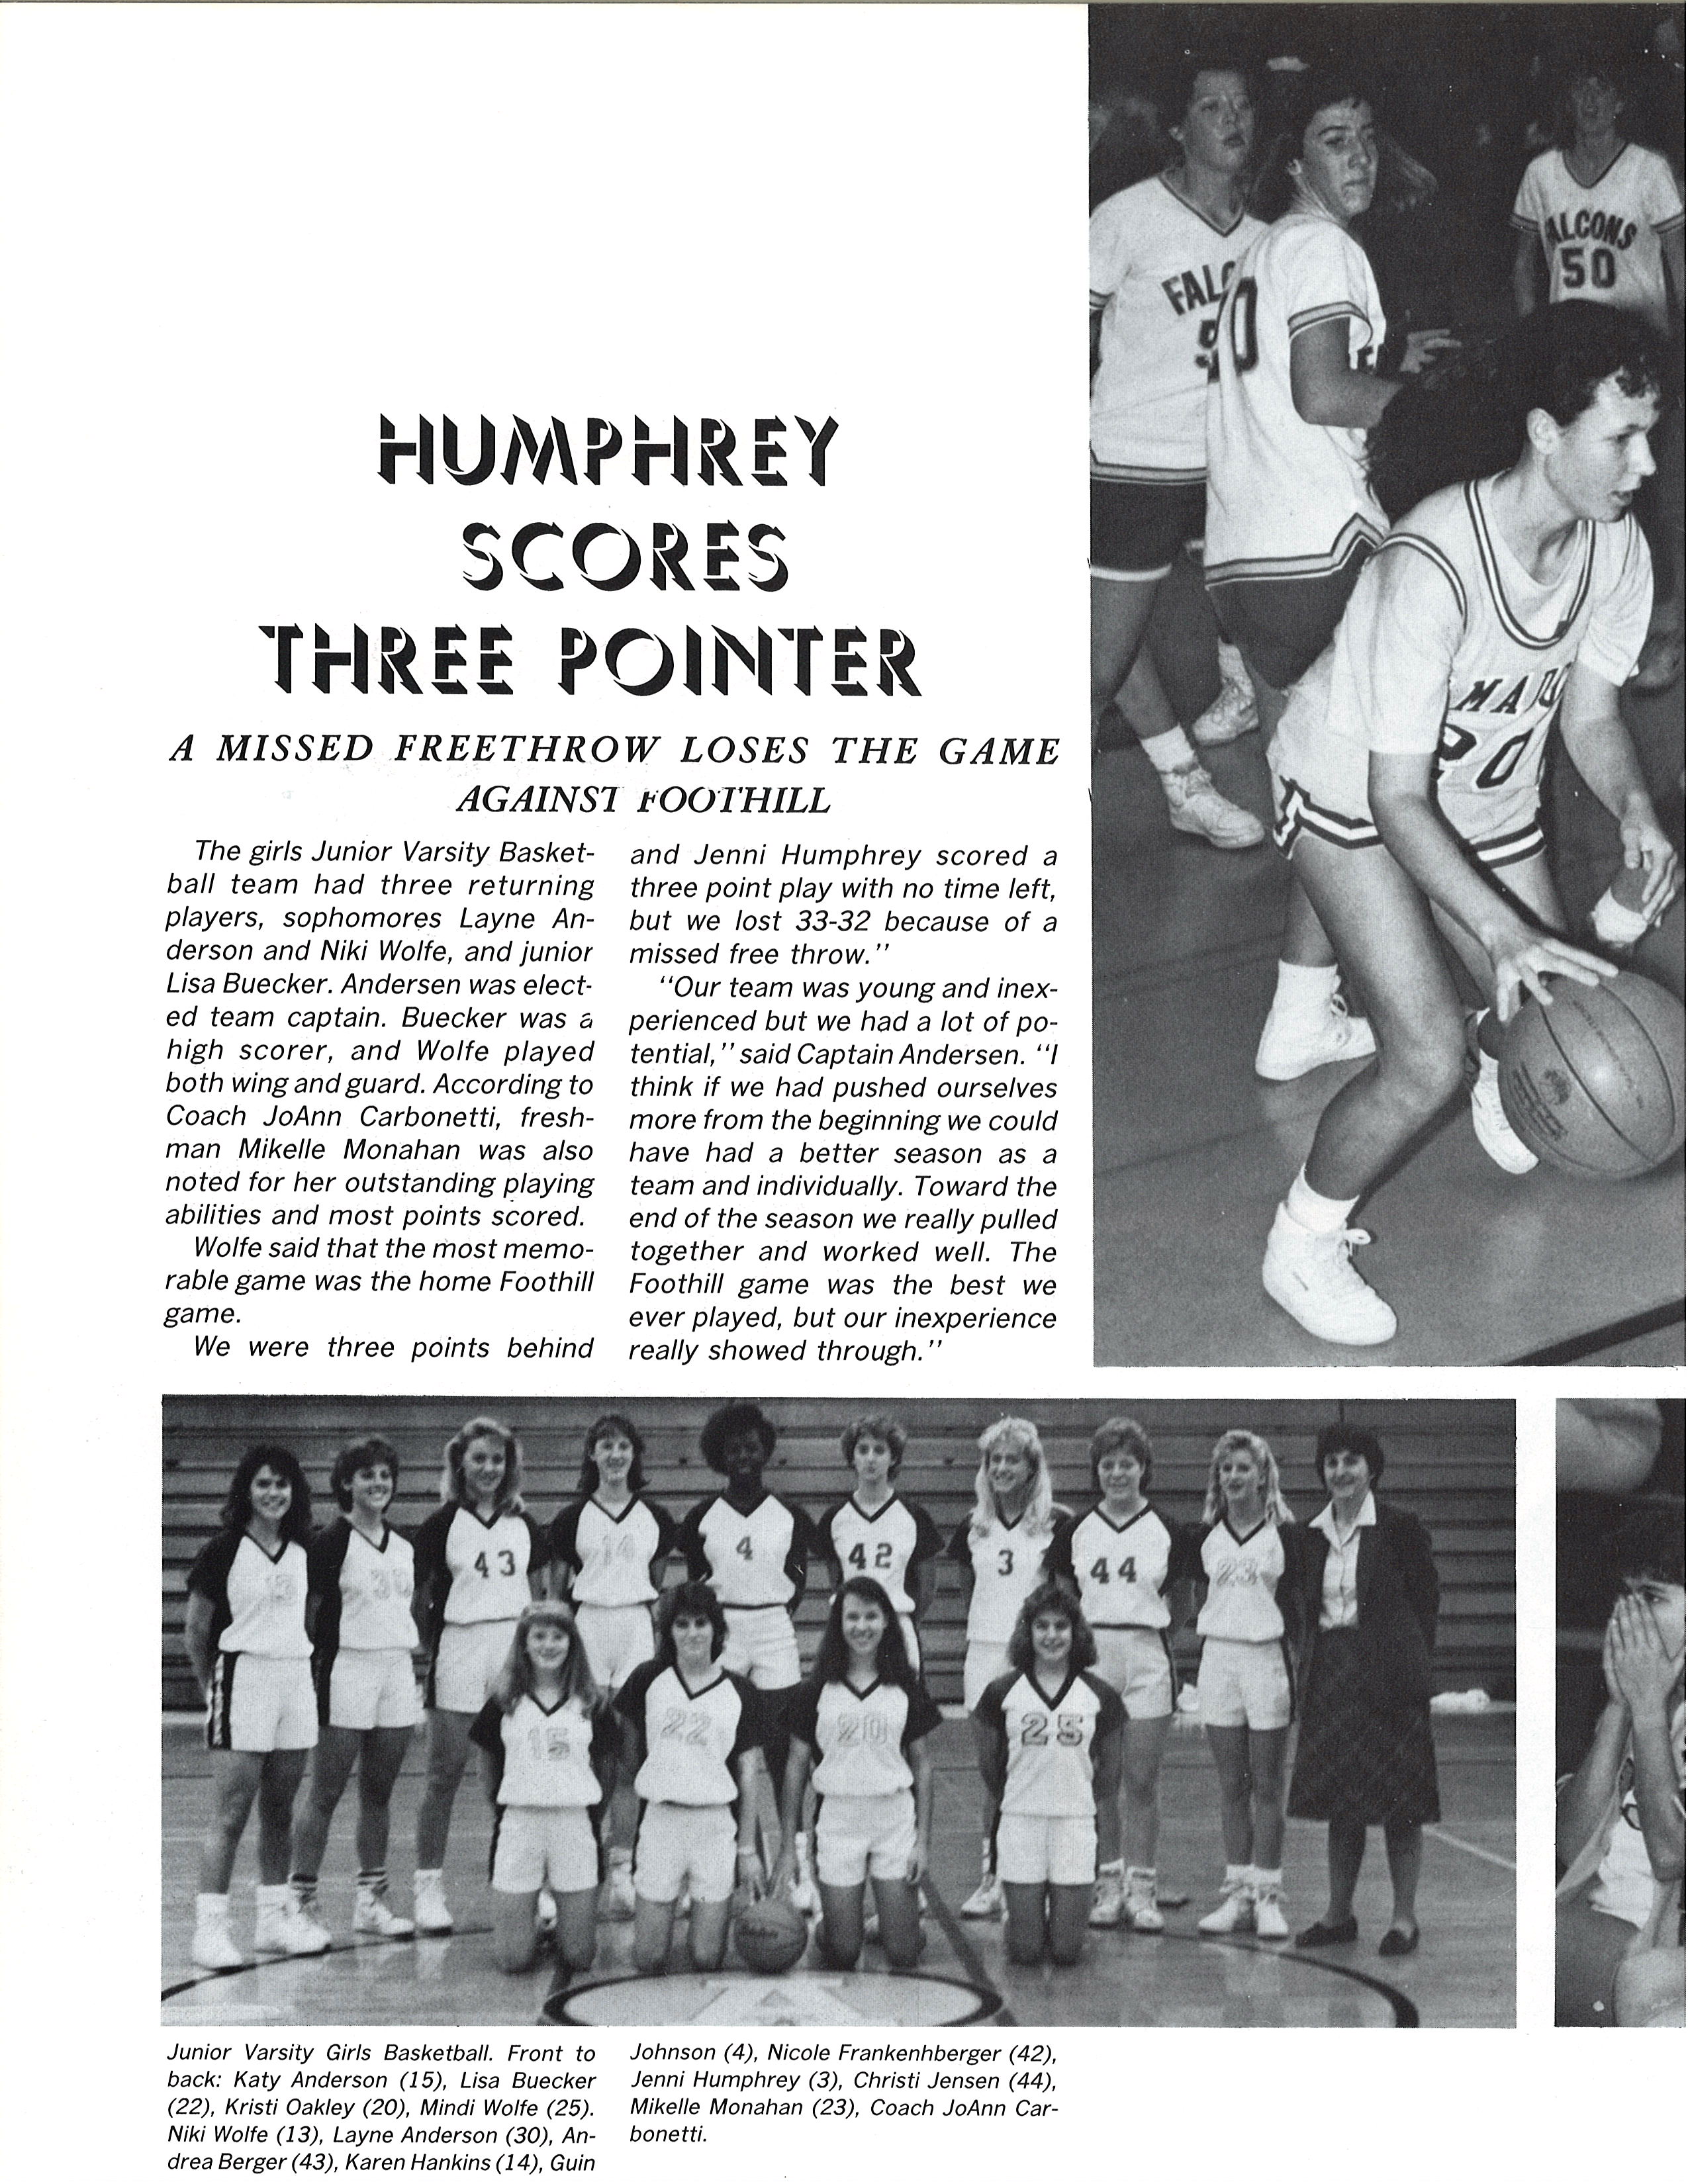 HUMPHREY
SCORES
THREE POINTER
A MISSED FREETHROW LOSES THE GAME
AGAINST FOOTHILL
The girls Junior Varsity Basket-
ball team had three returning
players, sophomores Layne An-
derson and Niki Wolfe, and junior
Lisa Buecker. Andersen was elect-
ed team captain. Buecker was a
high scorer, and Wolfe played
both wing and guard. According to
Coach JoAnn Carbonetti, fresh-
man Mikelle Monahan was also
noted for her outstanding playing
abilities and most points scored.
Wolfe said that the most memo-
rable game was the home Foothill
game.
We were three points behind
and Jenni Humphrey scored a
three point play with no time left,
but we lost 33-32 because of a
missed free throw."
"Our team was young and inex-
perienced but we had a lot of po-
tential," said Captain Andersen. "I
think if we had pushed ourselves
more from the beginning we could
have had a better season as a
team and individually. Toward the
end of the season we really pulled
together and worked well. The
Foothill game was the best we
ever played, but our inexperience
really showed through."
FALC
5
0
ALCONS
50
MA
20
13
30
43
14
4
42
3
44
23
15
22
20
25
A
Junior Varsity Girls Basketball. Front to
back: Katy Anderson (15), Lisa Buecker
(22), Kristi Oakley (20), Mindi Wolfe (25).
Niki Wolfe (13), Layne Anderson (30), An-
drea Berger (43), Karen Hankins (14), Guin
Johnson (4), Nicole Frankenhberger (42),
Jenni Humphrey (3), Christi Jensen (44),
Mikelle Monahan (23), Coach JoAnn Car-
bonetti.